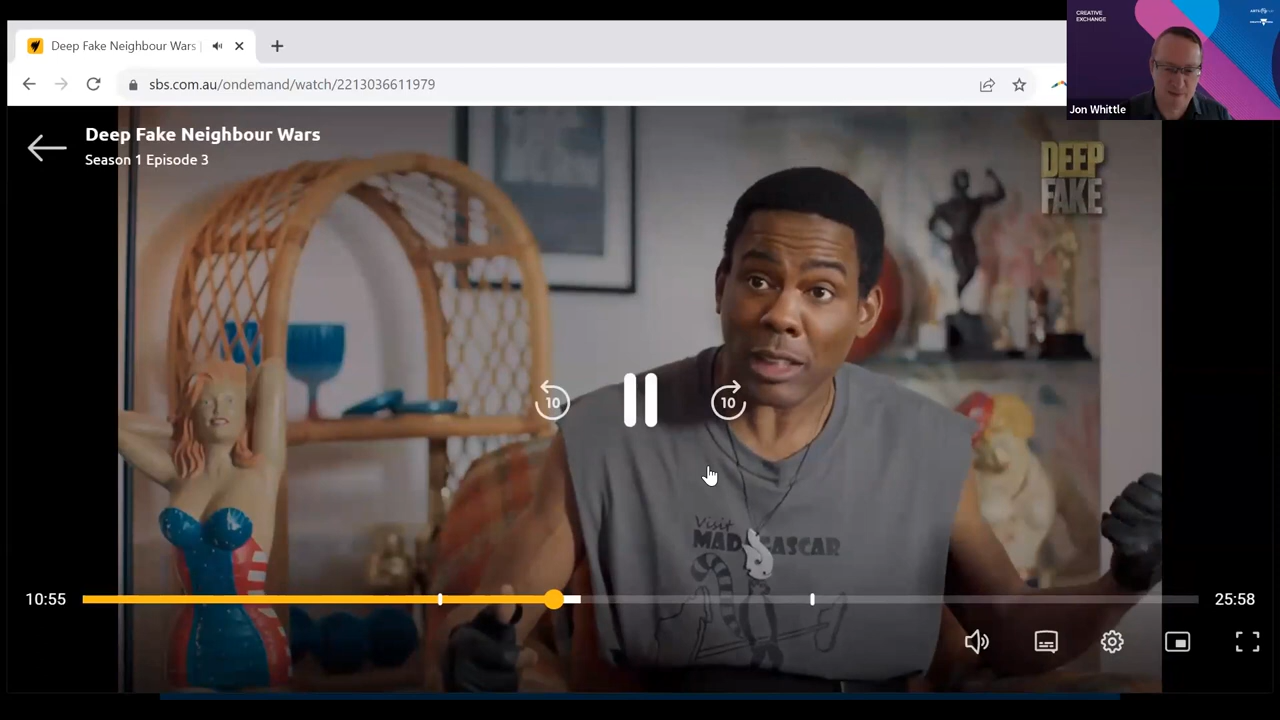 Deep Fake Neighbour Wars |
sbs.com.au/ondemand/watch/2213036611979
CREATIVE
EXCHANGE
Jon Whittle
Deep Fake Neighbour Wars
Season 1 Episode 3
DEEP
FAKE
10
10
Visit
MADAGASCAR
10:55
25:58